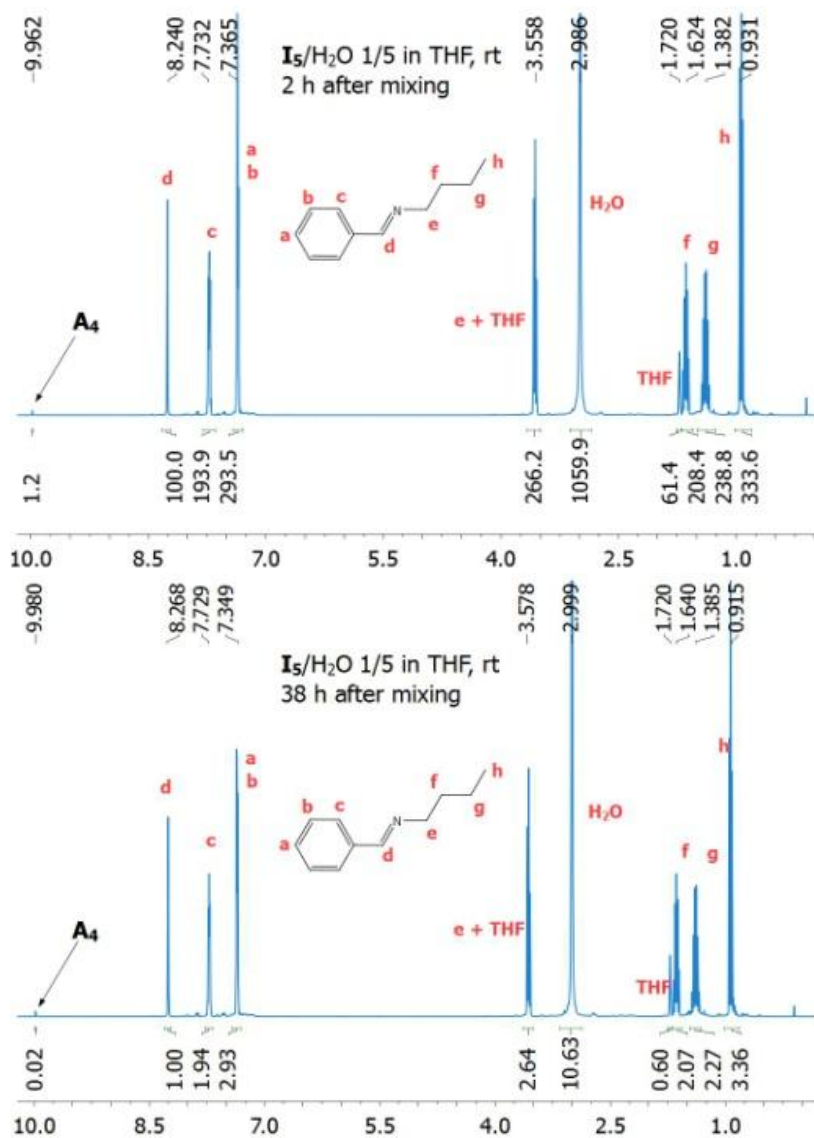 9.962
8.240
7.732
7.365
3.558
2.986
1.720
1.624
1.382
0.931
I₅/H₂O 1/5 in THF, rt
2 h after mixing
a
b
d
c
h
f
b c
N
g
a
e
d
H₂O
e + THF
f
g
h
THF
A₄
1.2
100.0
193.9
293.5
266.2
1059.9
61.4
208.4
238.8
333.6
10.0 8.5 7.0 5.5 4.0 2.5 1.0
9.980
8.268
7.729
7.349
3.578
2.999
1.720
1.640
1.385
0.915
I₅/H₂O 1/5 in THF, rt
38 h after mixing
a
b
d
c
h
f
b c
N
g
a
e
d
H₂O
e + THF
f
g
h
THF
A₄
0.02
1.00
1.94
2.93
2.64
10.63
0.60
2.07
2.27
3.36
10.0 8.5 7.0 5.5 4.0 2.5 1.0